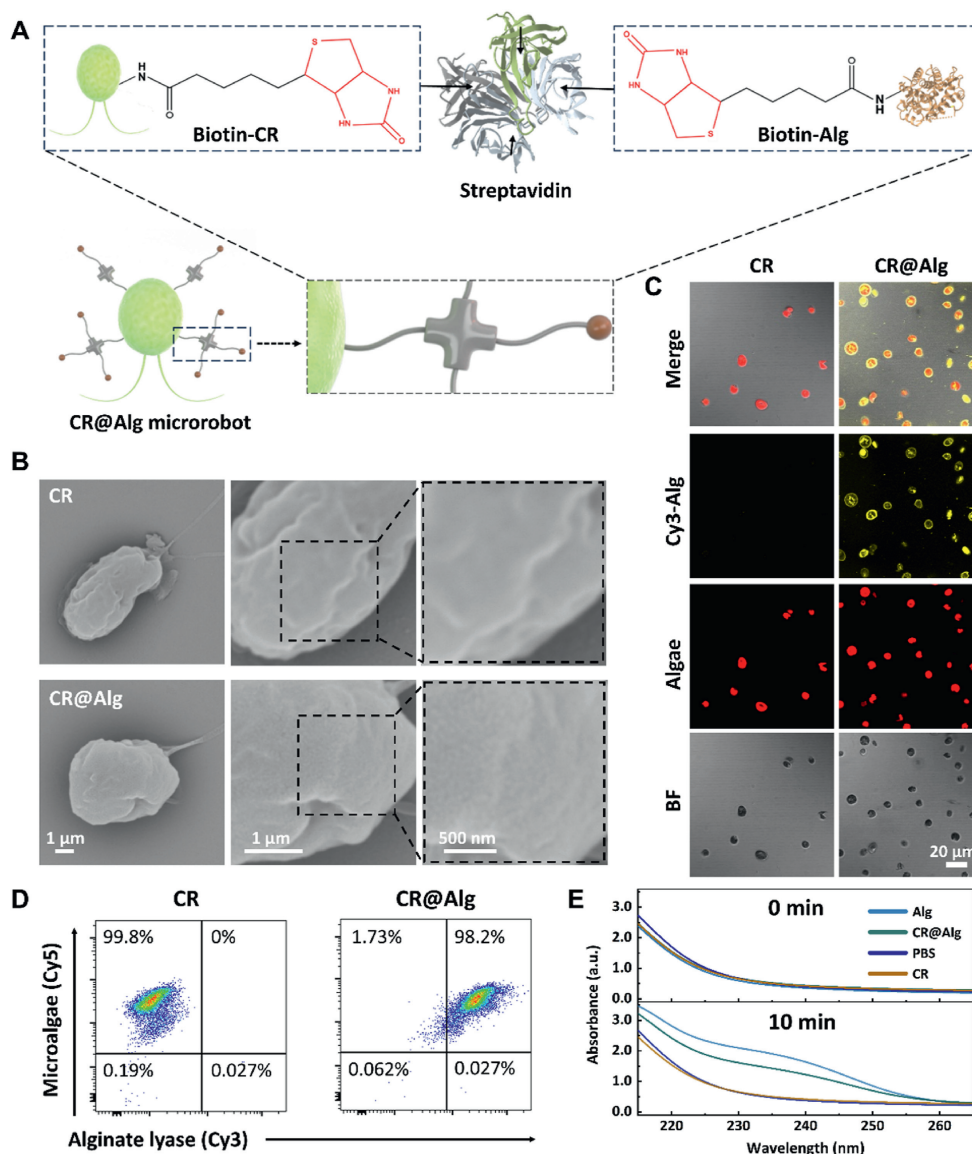 A
S
H
N
O
NH
HN
O
Biotin-CR
Streptavidin
O
NH
HN
S
O
N
H
Biotin-Alg
CR@Alg microrobot
C
CR
CR@Alg
Merge
Cy3-Alg
Algae
BF
20 µm
B
CR
CR@Alg
1 µm
1 µm
500 nm
D
CR
CR@Alg
99.8%
0%
0.19%
0.027%
1.73%
98.2%
0.062%
0.027%
Microalgae (Cy5)
Alginate lyase (Cy3)
E
0 min
Alg
CR@Alg
PBS
CR
3.0
2.0
1.0
0.0
10 min
3.0
2.0
1.0
0.0
Absorbance (a.u.)
220 230 240 250 260
Wavelength (nm)